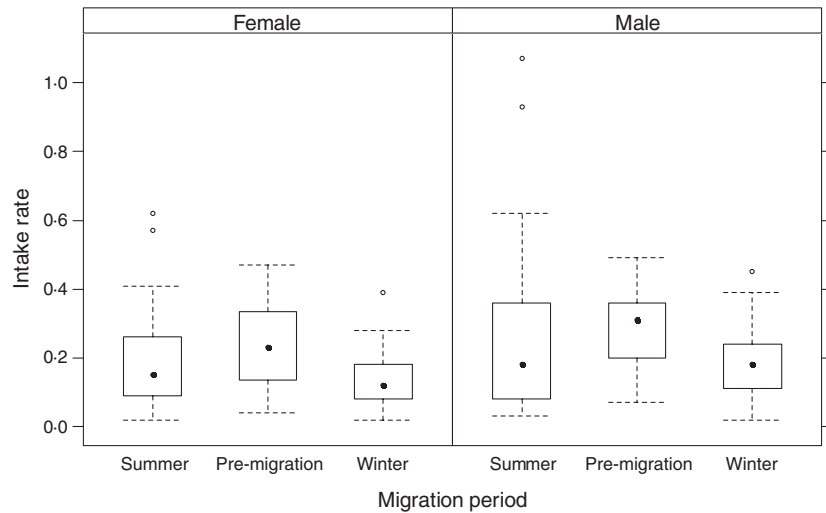 Female Male
1·0
0·8
0·6
0·4
0·2
0·0
Intake rate
Summer Pre-migration Winter Summer Pre-migration Winter
Migration period